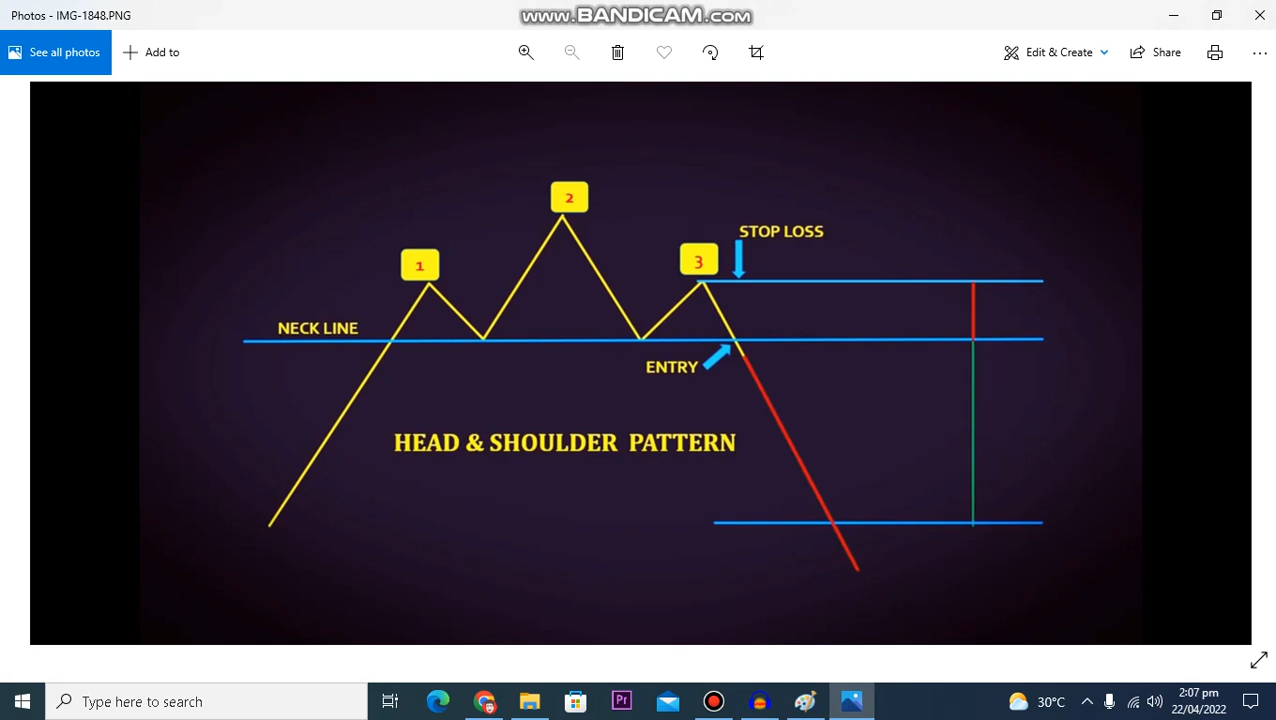 Photos - IMG-1848.PNG
www.BANDICAM.com
See all photos
Add to
Edit & Create
Share
2
1
3
STOP LOSS
NECK LINE
ENTRY
HEAD & SHOULDER PATTERN
Type here to search
Pr
30°C
2:07 pm
22/04/2022